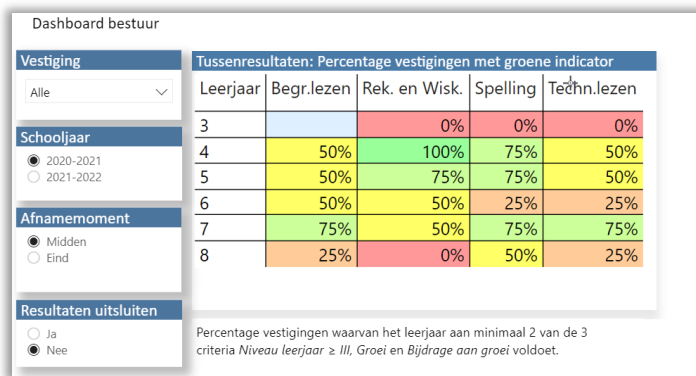 Dashboard bestuur
Vestiging
Alle
Schooljaar
2020-2021
2021-2022
Afnamemoment
Midden
Eind
Resultaten uitsluiten
Ja
Nee
Tussenresultaten: Percentage vestigingen met groene indicator
Leerjaar Begr.lezen Rek. en Wisk. Spelling Techn.lezen
3 0% 0% 0%
4 50% 100% 75% 50%
5 50% 75% 75% 50%
6 50% 50% 25% 25%
7 75% 50% 75% 75%
8 25% 0% 50% 25%
Percentage vestigingen waarvan het leerjaar aan minimaal 2 van de 3
criteria Niveau leerjaar ≥ III, Groei en Bijdrage aan groei voldoet.